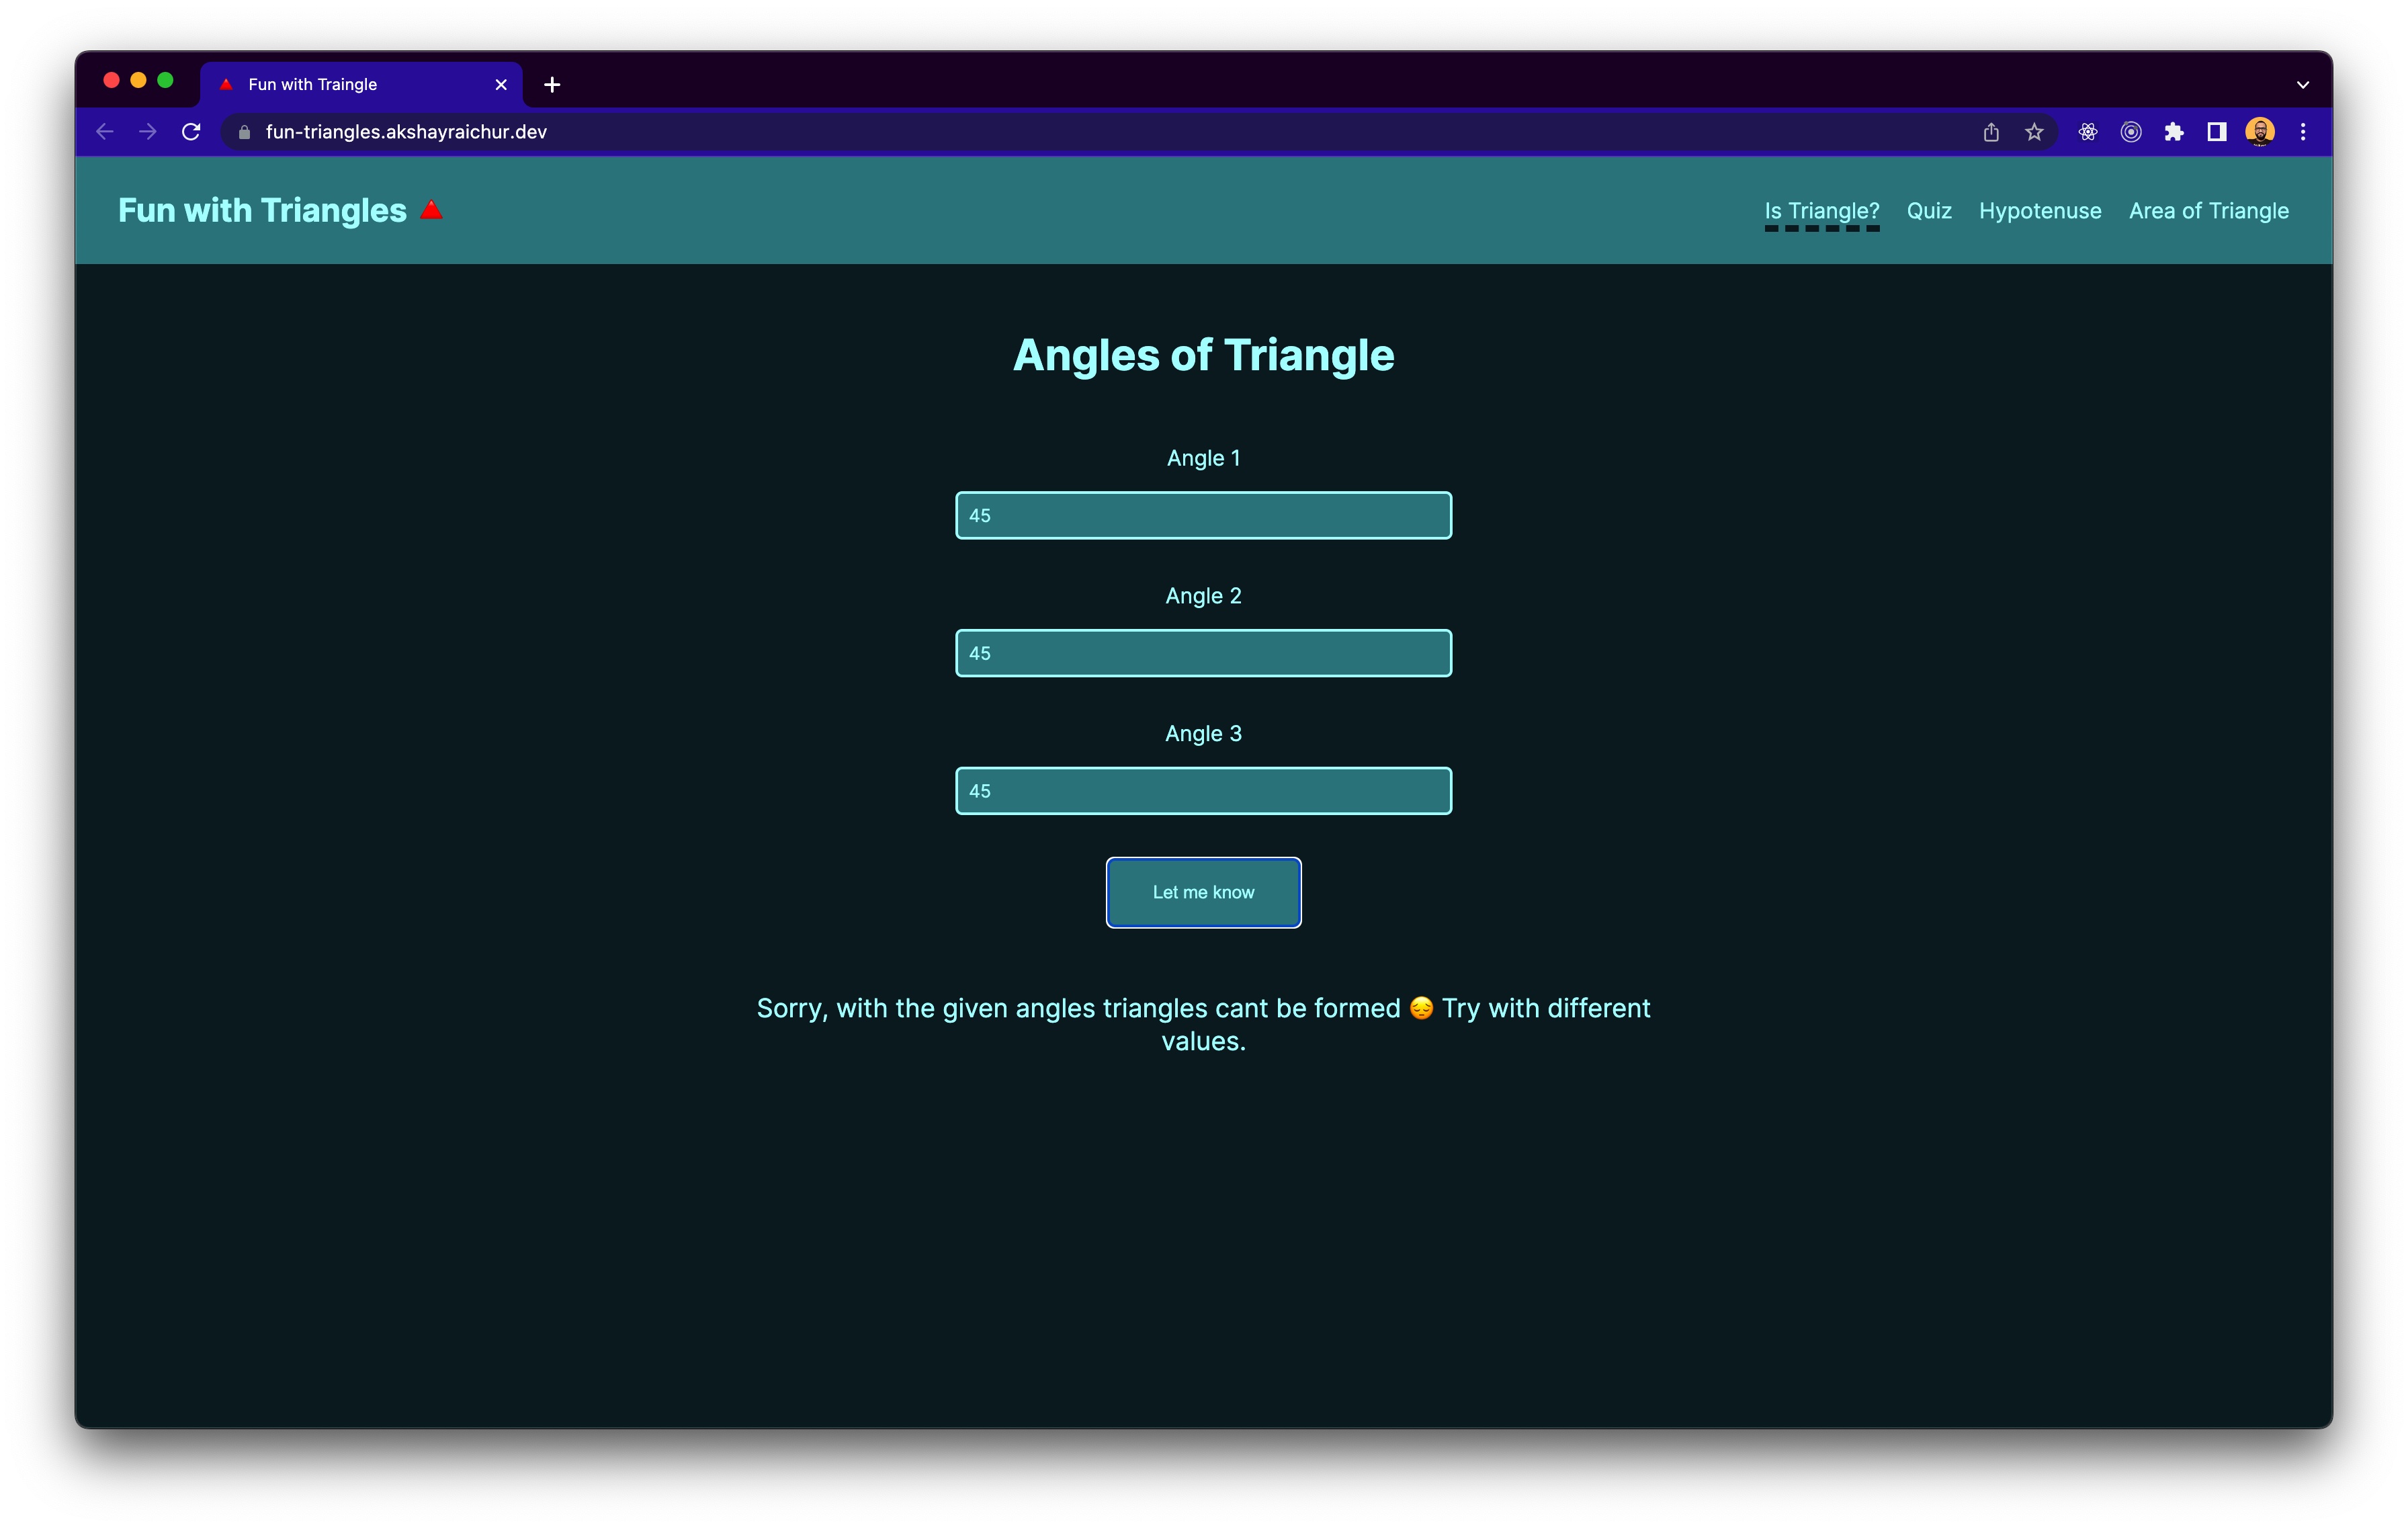 Fun with Traingle
fun-triangles.akshayraichur.dev
Fun with Triangles
Is Triangle? Quiz Hypotenuse Area of Triangle
Angles of Triangle
Angle 1
45
Angle 2
45
Angle 3
45
Let me know
Sorry, with the given angles triangles cant be formed 😔 Try with different
values.